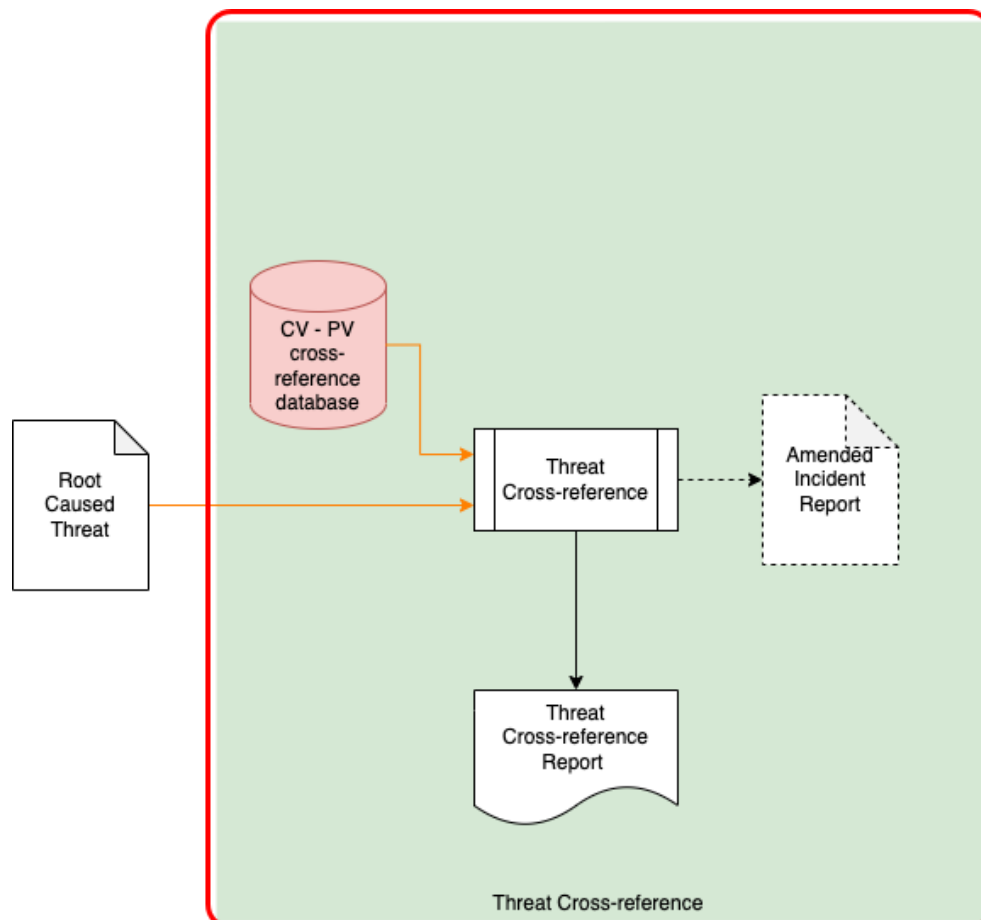 CV - PV
cross-
reference
database
Root
Caused
Threat
Threat
Cross-reference
Amended
Incident
Report
Threat
Cross-reference
Report
Threat Cross-reference